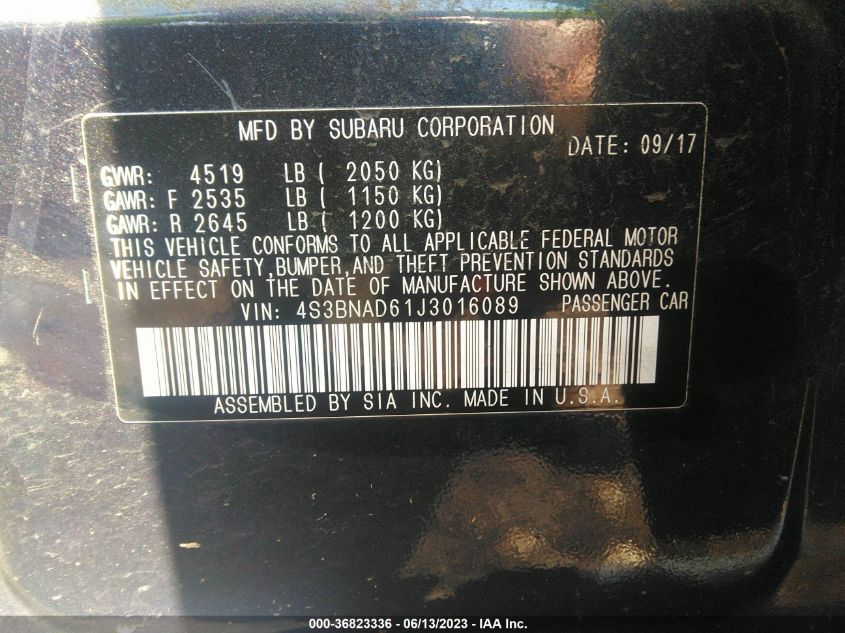 MFD BY SUBARU CORPORATION
DATE: 09/17
GVWR: 4519 LB ( 2050 KG)
GAWR: F 2535 LB ( 1150 KG)
GAWR: R 2645 LB ( 1200 KG)
THIS VEHICLE CONFORMS TO ALL APPLICABLE FEDERAL MOTOR
VEHICLE SAFETY,BUMPER,AND THEFT PREVENTION STANDARDS
IN EFFECT ON THE DATE OF MANUFACTURE SHOWN ABOVE.
VIN: 4S3BNAD61J3016089 PASSENGER CAR
ASSEMBLED BY SIA INC. MADE IN U.S.A.
000-36823336 - 06/13/2023 - IAA Inc.